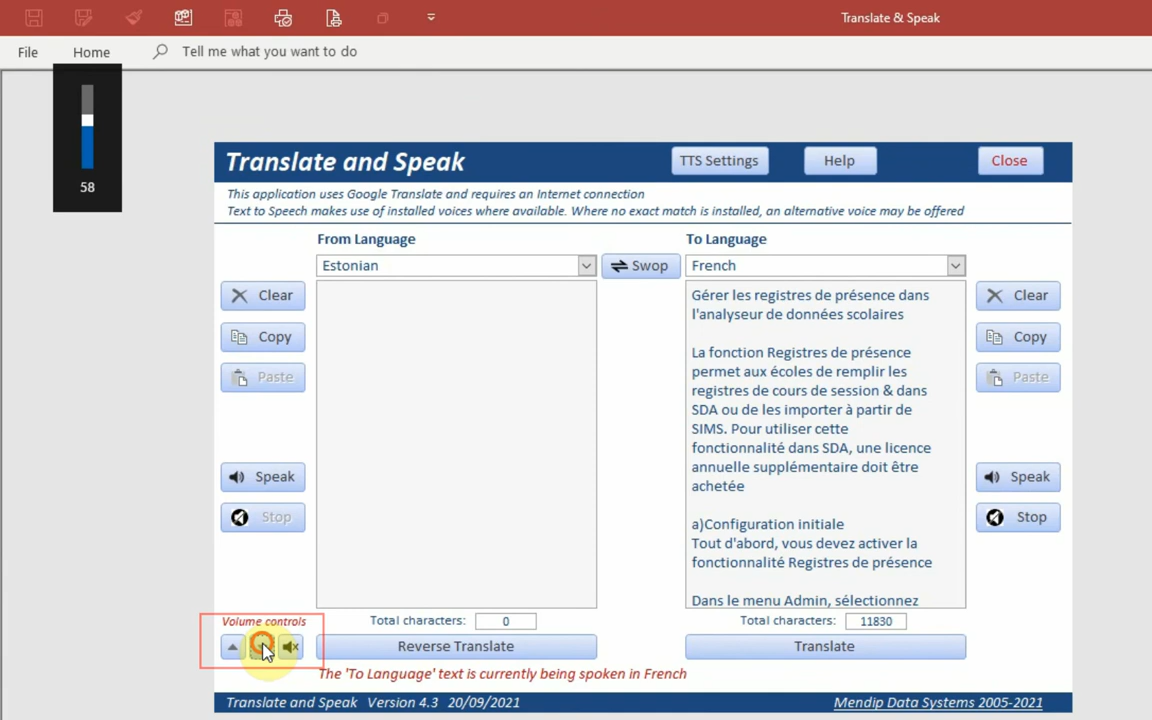 Translate & Speak
File Home Tell me what you want to do
58
Translate and Speak TTS Settings Help Close
This application uses Google Translate and requires an Internet connection
Text to Speech makes use of installed voices where available. Where no exact match is installed, an alternative voice may be offered
From Language To Language
Estonian Swop French
Clear
Copy
Paste
Speak
Stop
Gérer les registres de présence dans
l'analyseur de données scolaires
La fonction Registres de présence
permet aux écoles de remplir les
registres de cours de session & dans
SDA ou de les importer à partir de
SIMS. Pour utiliser cette
fonctionnalité dans SDA, une licence
annuelle supplémentaire doit être
achetée
a)Configuration initiale
Tout d'abord, vous devez activer la
fonctionnalité Registres de présence
Dans le menu Admin, sélectionnez
Clear
Copy
Paste
Speak
Stop
Volume controls Total characters: 0 Total characters: 11830
Reverse Translate Translate
The 'To Language' text is currently being spoken in French
Translate and Speak Version 4.3 20/09/2021 Mendip Data Systems 2005-2021